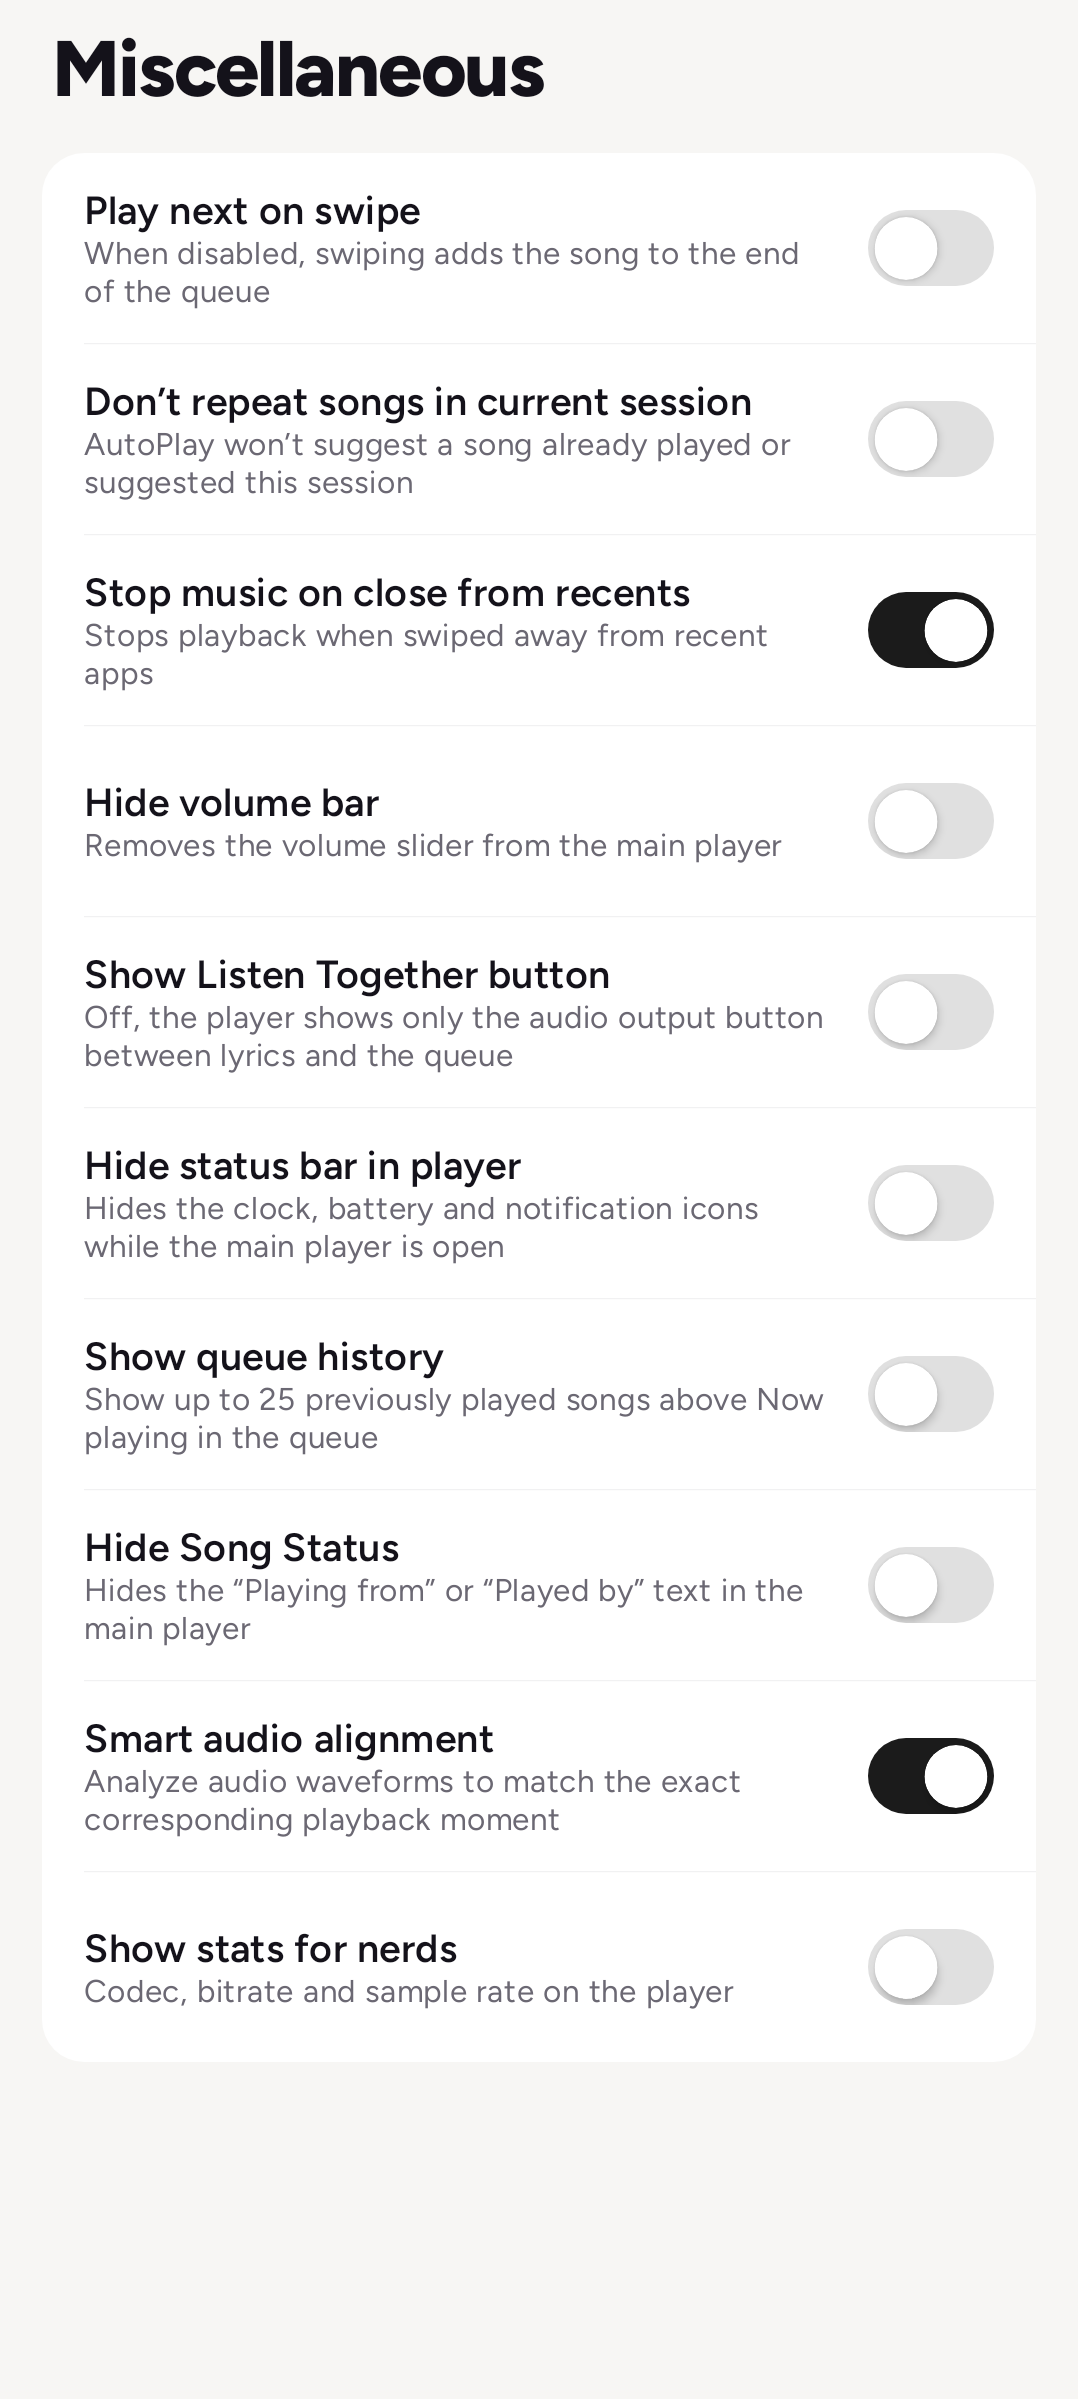 Miscellaneous
Play next on swipe
When disabled, swiping adds the song to the end
of the queue
Don’t repeat songs in current session
AutoPlay won’t suggest a song already played or
suggested this session
Stop music on close from recents
Stops playback when swiped away from recent
apps
Hide volume bar
Removes the volume slider from the main player
Show Listen Together button
Off, the player shows only the audio output button
between lyrics and the queue
Hide status bar in player
Hides the clock, battery and notification icons
while the main player is open
Show queue history
Show up to 25 previously played songs above Now
playing in the queue
Hide Song Status
Hides the “Playing from” or “Played by” text in the
main player
Smart audio alignment
Analyze audio waveforms to match the exact
corresponding playback moment
Show stats for nerds
Codec, bitrate and sample rate on the player